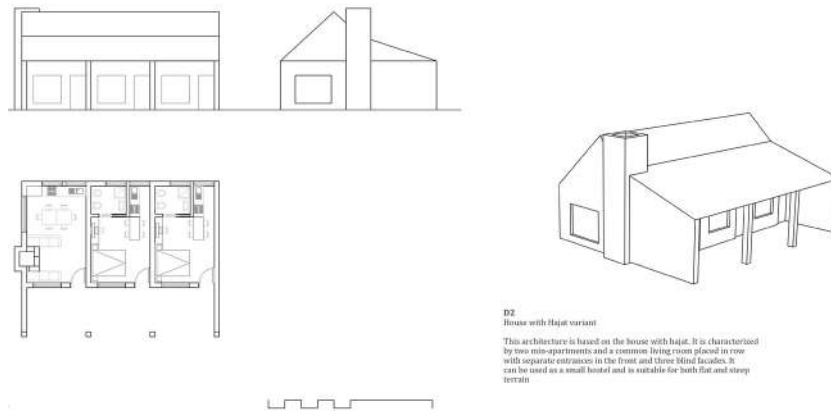 D2
House with Hajat variant
This architecture is based on the house with hajat. It is characterized
by two min-apartments and a common living room placed in row
with separate entrances in the front and three blind facades. It
can be used as a small hostel and is suitable for both flat and steep
terrain